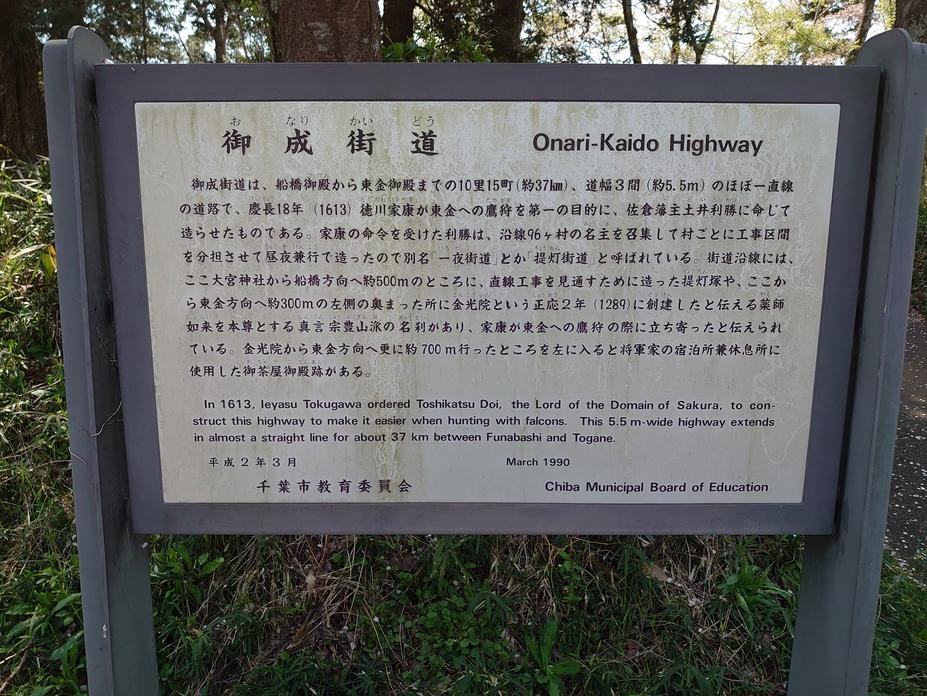 お なり かい どう
御成街道 Onari-Kaido Highway
御成街道は、船橋御殿から東金御殿までの10里15町(約37km)、道幅3間(約5.5m)のほぼ一直線
の道路で、慶長18年(1613)徳川家康が東金への鷹狩を第一の目的に、佐倉藩主土井利勝に命じて
造らせたものである。家康の命令を受けた利勝は、沿線96ヶ村の名主を召集して村ごとに工事区間
を分担させて昼夜兼行で造ったので別名「一夜街道」とか「提灯街道」と呼ばれている。街道沿線には、
ここ大宮神社から船橋方向へ約500mのところに、直線工事を見通すために造った提灯塚や、ここか
ら東金方向へ約300mの左側の奥まった所に金光院という正応2年(1289)に創建したと伝える薬師
如来を本尊とする真言宗豊山派の名刹があり、家康が東金への鷹狩の際に立ち寄ったと伝えられ
ている。金光院から東金方向へ更に約700m行ったところを左に入ると将軍家の宿泊所兼休息所に
使用した御茶屋御殿跡がある。
In 1613, Ieyasu Tokugawa ordered Toshikatsu Doi, the Lord of the Domain of Sakura, to con-
struct this highway to make it easier when hunting with falcons. This 5.5 m-wide highway extends
in almost a straight line for about 37 km between Funabashi and Togane.
平成2年3月 March 1990
千葉市教育委員会 Chiba Municipal Board of Education